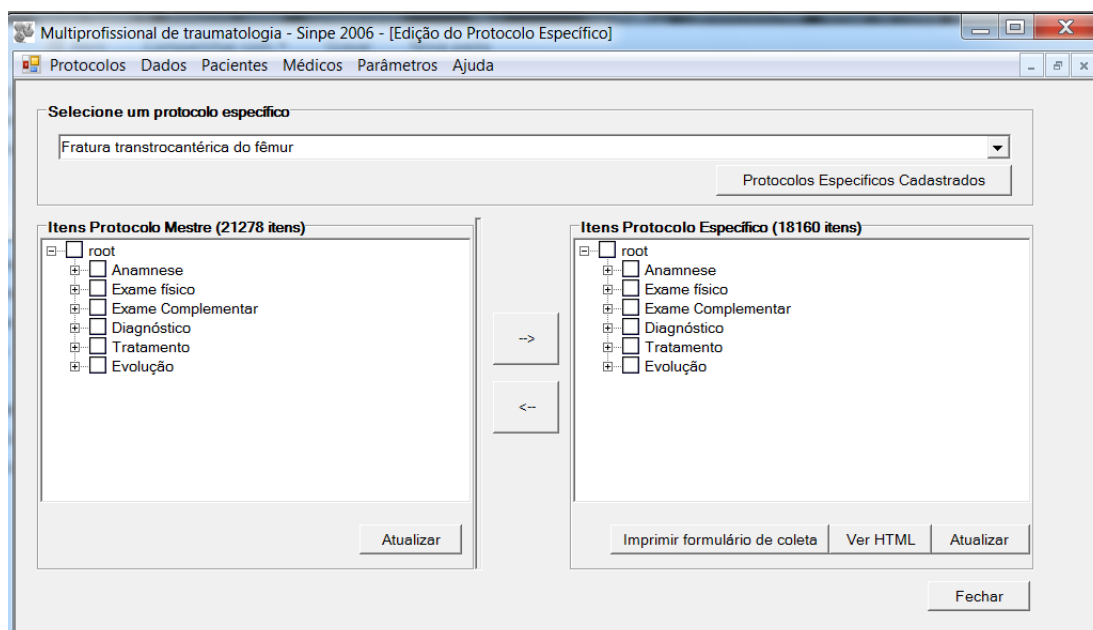 Multiprofissional de traumatologia - Sinpe 2006 - [Edição do Protocolo Específico]
Protocolos Dados Pacientes Médicos Parâmetros Ajuda
Selecione um protocolo específico
Fratura transtrocantérica do fêmur
Protocolos Especificos Cadastrados
Itens Protocolo Mestre (21278 itens)
root
Anamnese
Exame físico
Exame Complementar
Diagnóstico
Tratamento
Evolução
Atualizar
-->
<--
Itens Protocolo Específico (18160 itens)
root
Anamnese
Exame físico
Exame Complementar
Diagnóstico
Tratamento
Evolução
Imprimir formulário de coleta Ver HTML Atualizar
Fechar